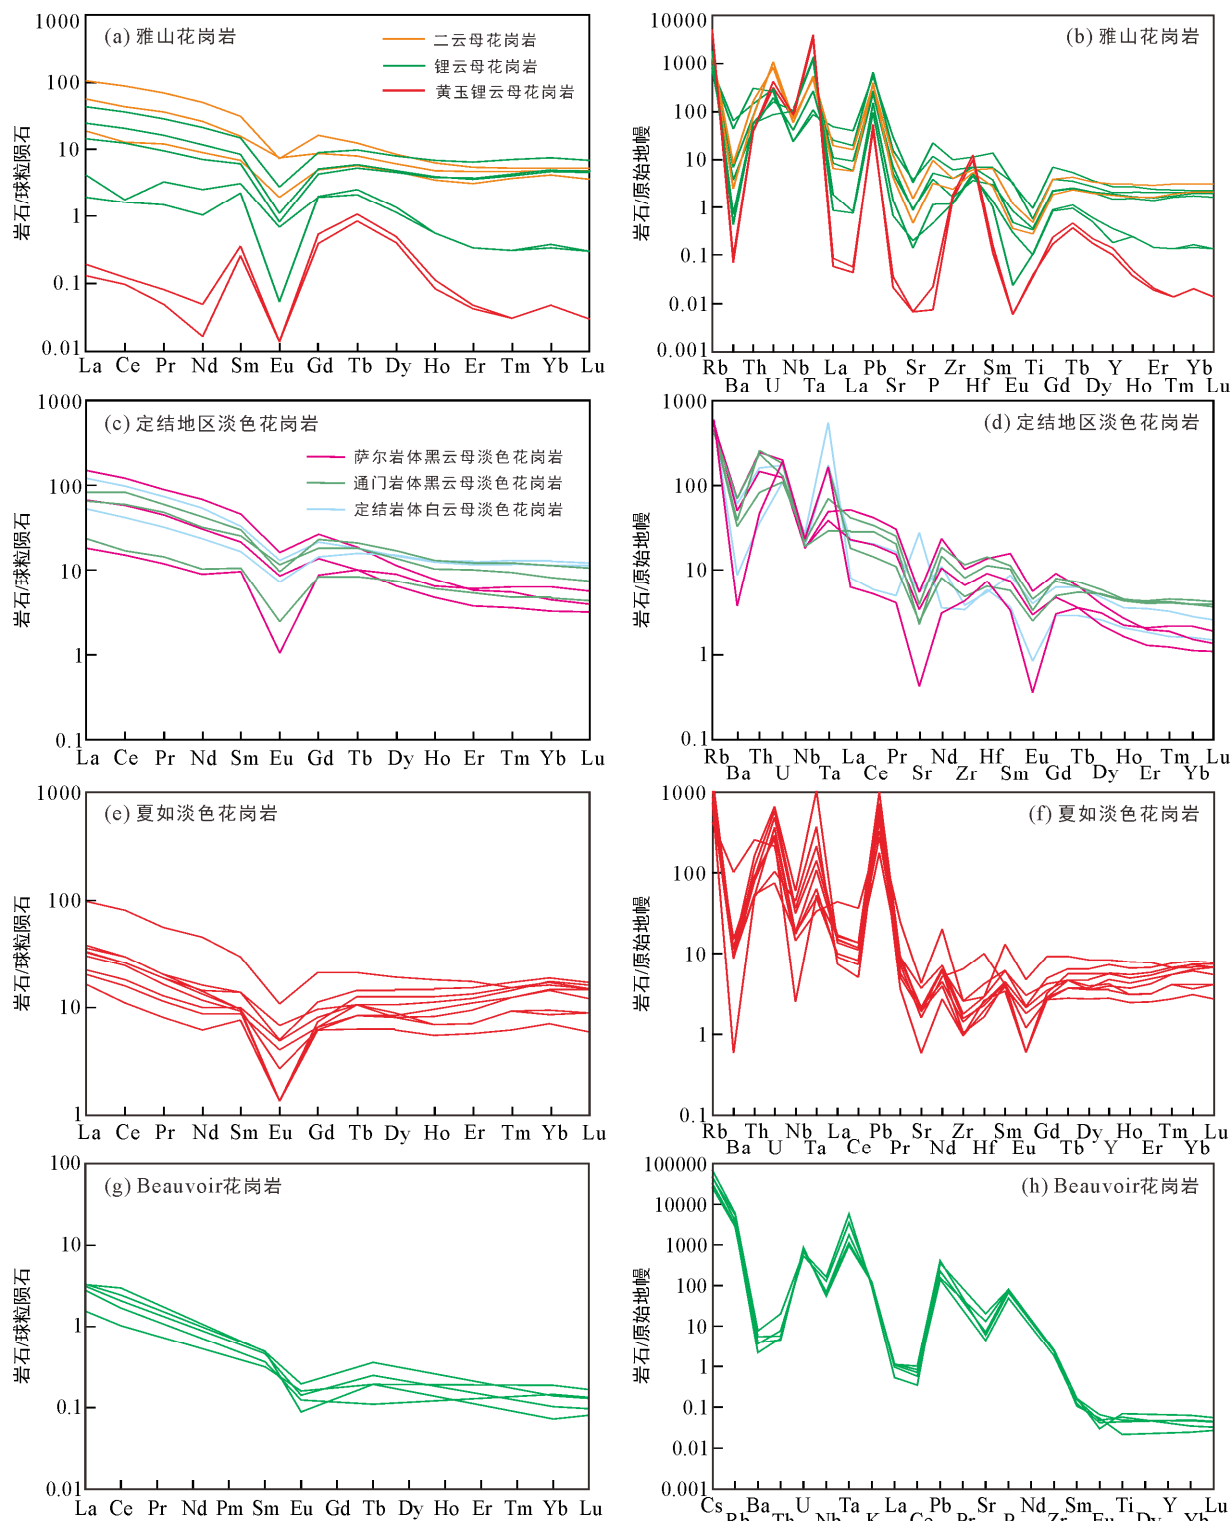 (a) 雅山花岗岩
二云母花岗岩
锂云母花岗岩
黄玉锂云母花岗岩
岩石/球粒陨石
1000
100
10
1
0.1
0.01
La Ce Pr Nd Sm Eu Gd Tb Dy Ho Er Tm Yb Lu
(b) 雅山花岗岩
岩石/原始地幔
10000
1000
100
10
1
0.1
0.01
0.001
Rb Th Nb La Pb Sr Zr Sm Ti Tb Y Er Yb
Ba U Ta La Sr P Hf Eu Gd Dy Ho Tm Lu
(c) 定结地区淡色花岗岩
萨尔岩体黑云母淡色花岗岩
通门岩体黑云母淡色花岗岩
定结岩体白云母淡色花岗岩
岩石/球粒陨石
1000
100
10
1
0.1
La Ce Pr Nd Sm Eu Gd Tb Dy Ho Er Tm Yb Lu
(d) 定结地区淡色花岗岩
岩石/原始地幔
1000
100
10
1
0.1
Rb Th Nb La Pr Nd Hf Eu Tb Ho Tm Lu
Ba U Ta Ce Sr Zr Sm Gd Dy Er Yb
(e) 夏如淡色花岗岩
岩石/球粒陨石
1000
100
10
1
La Ce Pr Nd Sm Eu Gd Tb Dy Ho Er Tm Yb Lu
(f) 夏如淡色花岗岩
岩石/原始地幔
1000
100
10
1
0.1
Rb Th Nb La Pb Sr Zr Sm Gd Dy Ho Tm Lu
Ba U Ta Ce Pr Nd Hf Eu Tb Y Er Yb
(g) Beauvoir花岗岩
岩石/球粒陨石
100
10
1
0.1
0.01
La Ce Pr Nd Pm Sm Eu Gd Tb Dy Ho Er Tm Yb Lu
(h) Beauvoir花岗岩
岩石/原始地幔
100000
10000
1000
100
10
1
0.1
0.01
0.001
Cs Ba U Ta La Pb Sr Nd Sm Ti Y Lu
Rb Th Nb K Ce Pr P Zr Eu Dy Yb